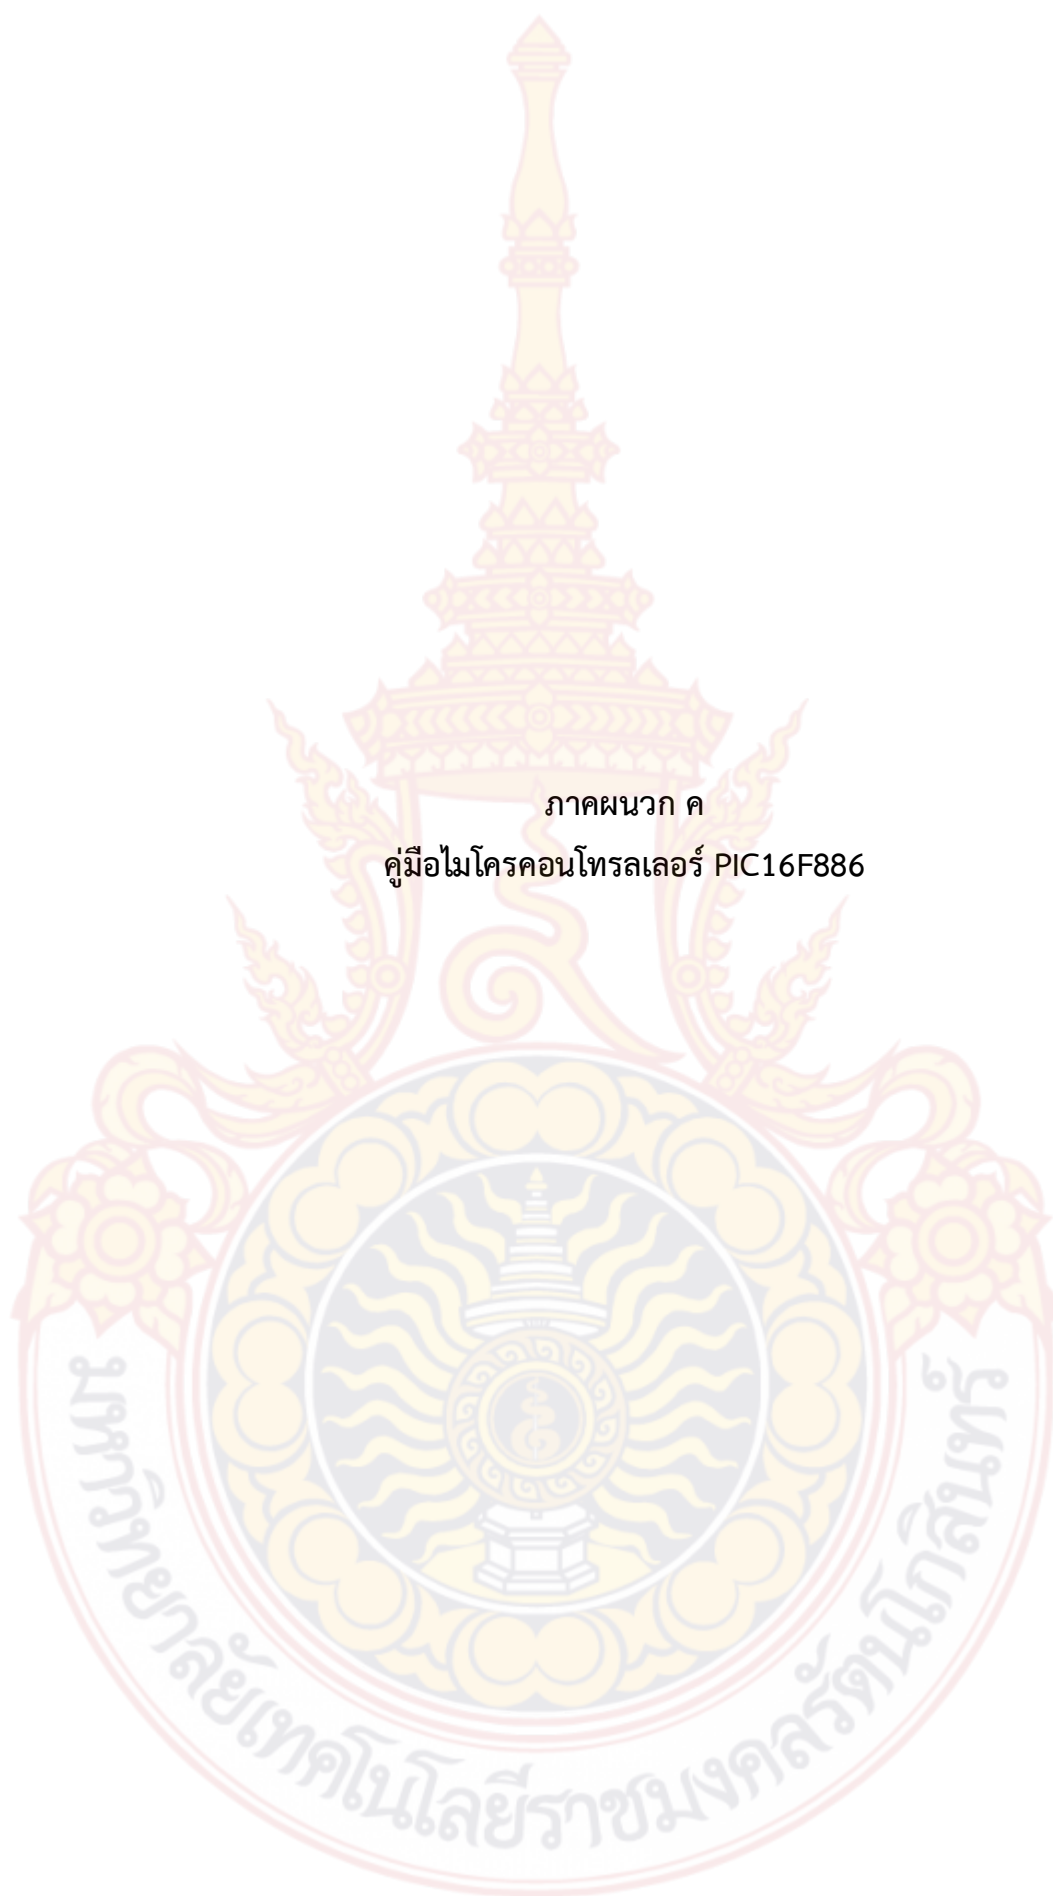 ภาคผนวก ค
คู่มือไมโครคอนโทรลเลอร์ PIC16F886
มหาวิทยาลัยเทคโนโลยีราชมงคลรัตนโกสินทร์